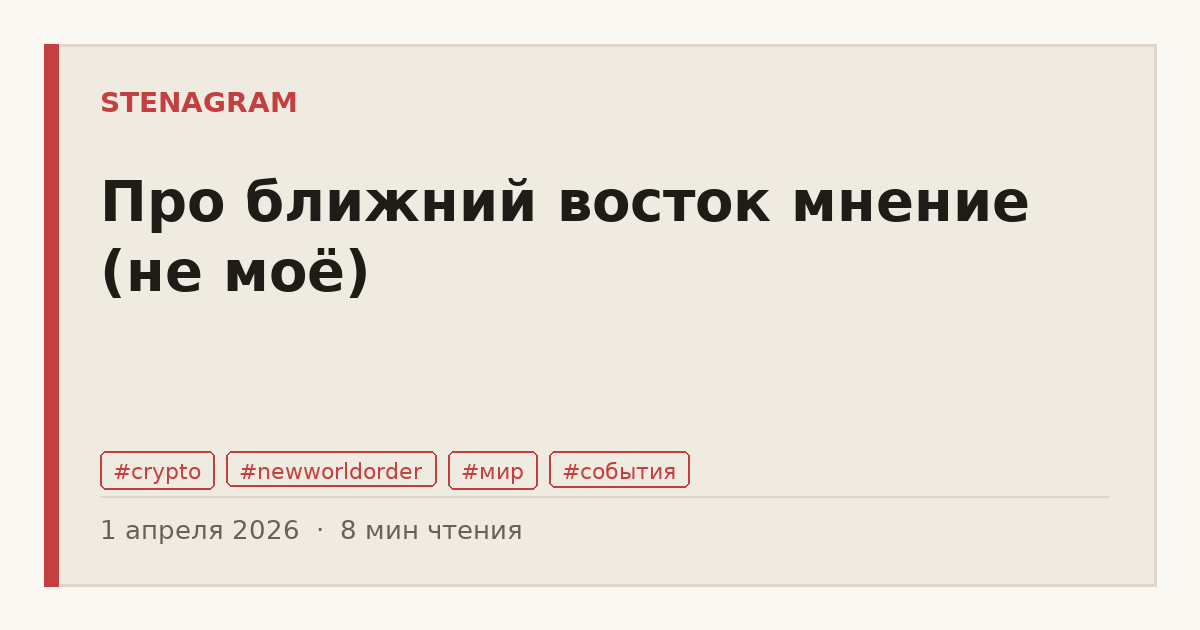 STENAGRAM
Про ближний восток мнение
(не моё)
#crypto #newworldorder #мир #события
1 апреля 2026 · 8 мин чтения